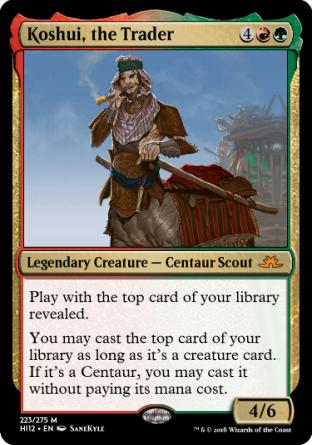 Koshui, the Trader 4
Legendary Creature — Centaur Scout
Play with the top card of your library
revealed.
You may cast the top card of your
library as long as it's a creature card.
If it's a Centaur, you may cast it
without paying its mana cost.
4/6
223/275 M
HI12 • EN SaneKyle
™ & © 2018 Wizards of the Coast